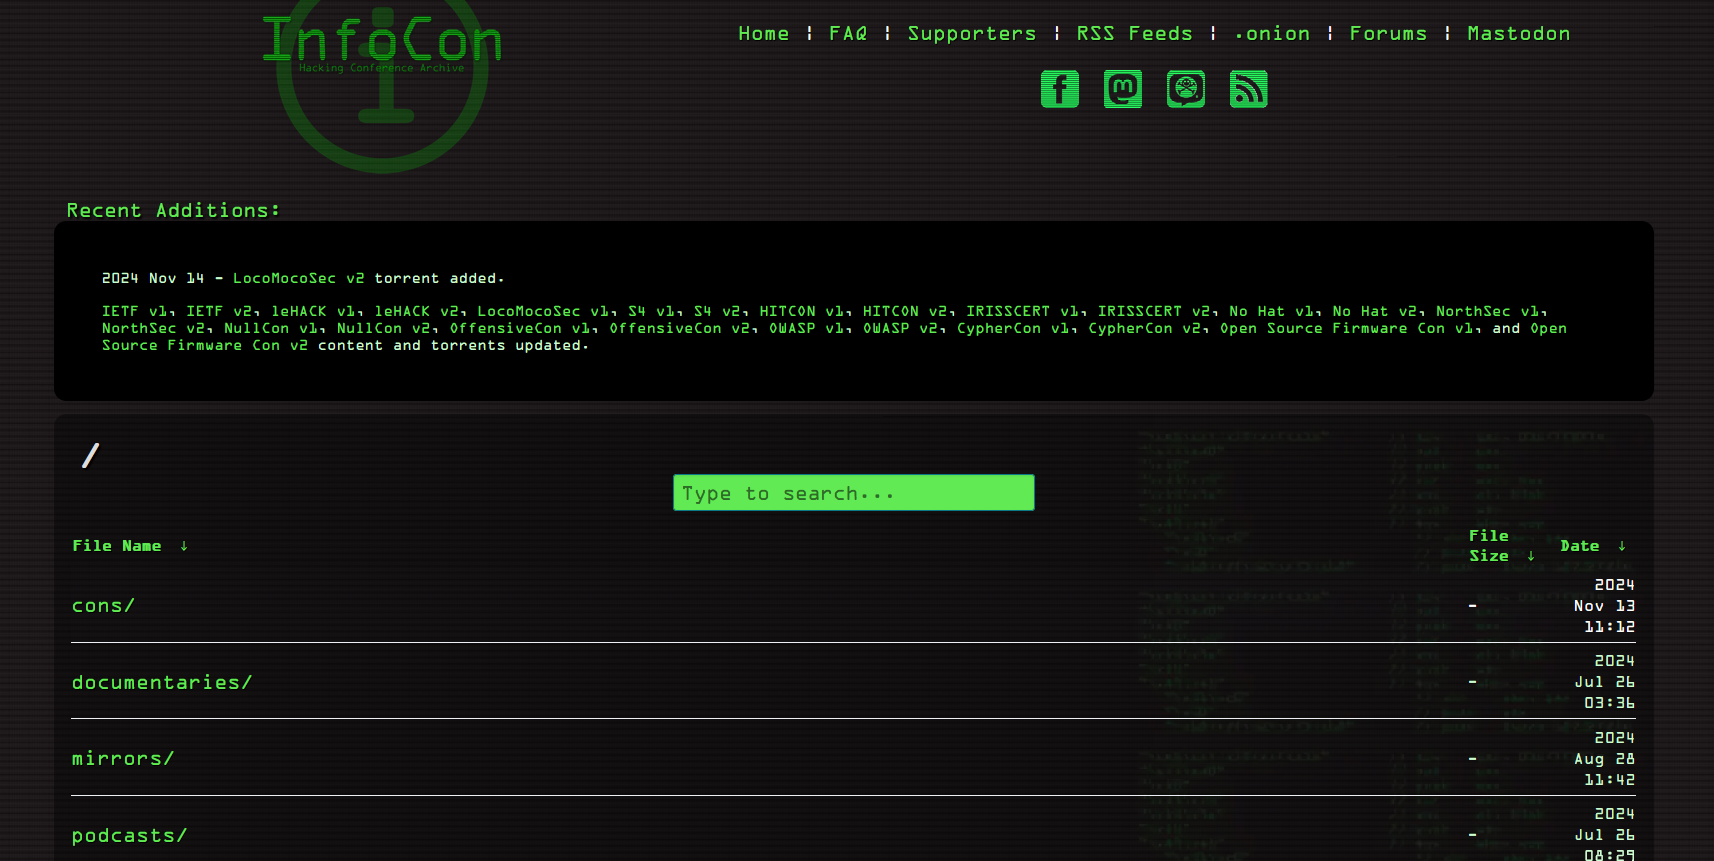 InfoCon
Hacking Conference Archive
Home | FAQ | Supporters | RSS Feeds | .onion | Forums | Mastodon
Recent Additions:
2024 Nov 14 - LocoMocoSec v2 torrent added.
IETF v1, IETF v2, leHACK v1, leHACK v2, LocoMocoSec v1, S4 v1, S4 v2, HITCON v1, HITCON v2, IRISSCERT v1, IRISSCERT v2, No Hat v1, No Hat v2, NorthSec v1,
NorthSec v2, NullCon v1, NullCon v2, OffensiveCon v1, OffensiveCon v2, OWASP v1, OWASP v2, CypherCon v1, CypherCon v2, Open Source Firmware Con v1, and Open
Source Firmware Con v2 content and torrents updated.
/
Type to search...
File Name ↓
File
Size ↓
Date ↓
cons/
-
2024
Nov 13
11:12
documentaries/
-
2024
Jul 26
03:36
mirrors/
-
2024
Aug 28
11:42
podcasts/
-
2024
Jul 26
08:29